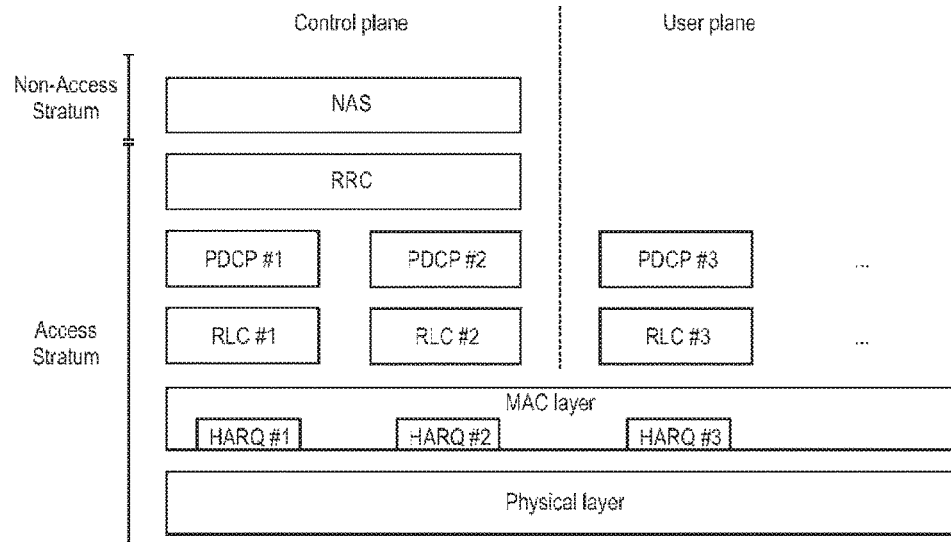 Control plane
User plane
Non-Access
Stratum
NAS
RRC
PDCP #1
PDCP #2
PDCP #3
...
Access
Stratum
RLC #1
RLC #2
RLC #3
...
MAC layer
HARQ #1
HARQ #2
HARQ #3
Physical layer